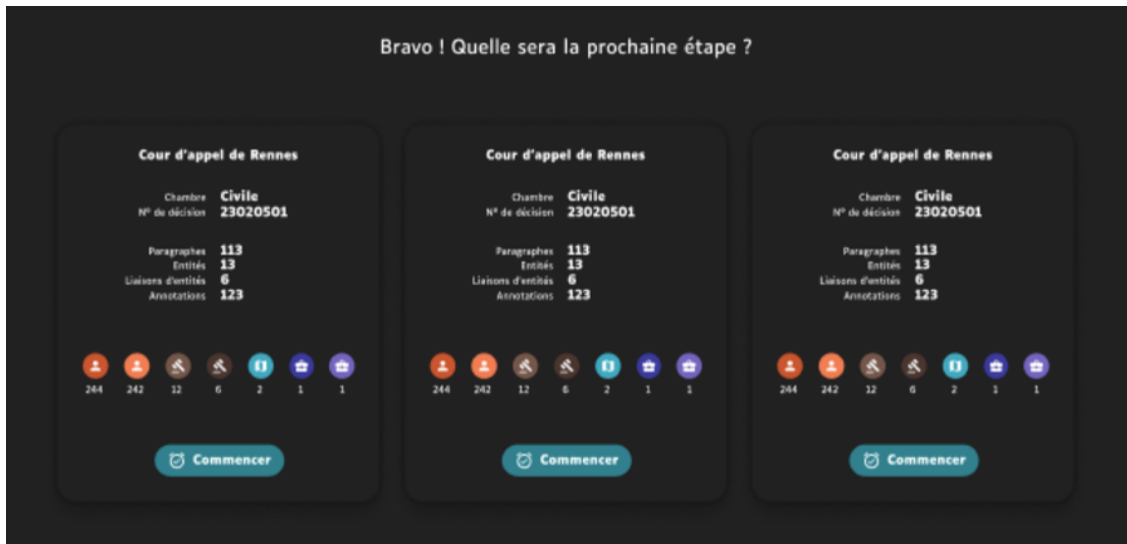 Bravo ! Quelle sera la prochaine étape ?
Cour d'appel de Rennes
Chambre Civile
N° de décision 23020501
Paragraphes 113
Entités 13
Liaisons d'entités 6
Annotations 123
244 242 12 6 2 1 1
Commencer
Cour d'appel de Rennes
Chambre Civile
N° de décision 23020501
Paragraphes 113
Entités 13
Liaisons d'entités 6
Annotations 123
244 242 12 6 2 1 1
Commencer
Cour d'appel de Rennes
Chambre Civile
N° de décision 23020501
Paragraphes 113
Entités 13
Liaisons d'entités 6
Annotations 123
244 242 12 6 2 1 1
Commencer